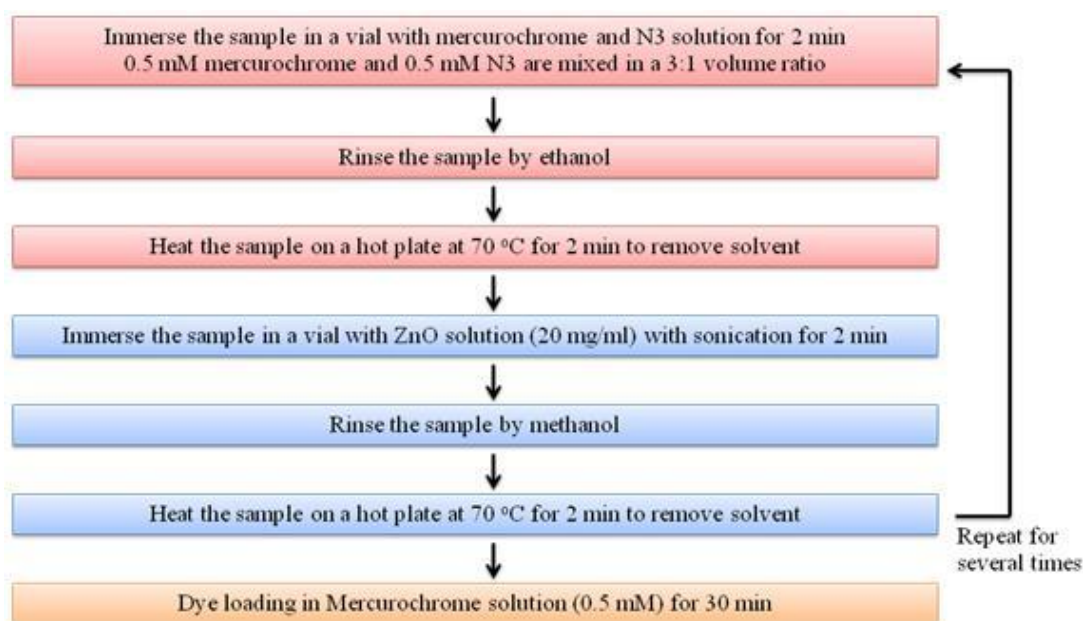 Immerse the sample in a vial with mercurochrome and N3 solution for 2 min
0.5 mM mercurochrome and 0.5 mM N3 are mixed in a 3:1 volume ratio
Rinse the sample by ethanol
Heat the sample on a hot plate at 70 ºC for 2 min to remove solvent
Immerse the sample in a vial with ZnO solution (20 mg/ml) with sonication for 2 min
Rinse the sample by methanol
Heat the sample on a hot plate at 70 ºC for 2 min to remove solvent
Repeat for
several times
Dye loading in Mercurochrome solution (0.5 mM) for 30 min